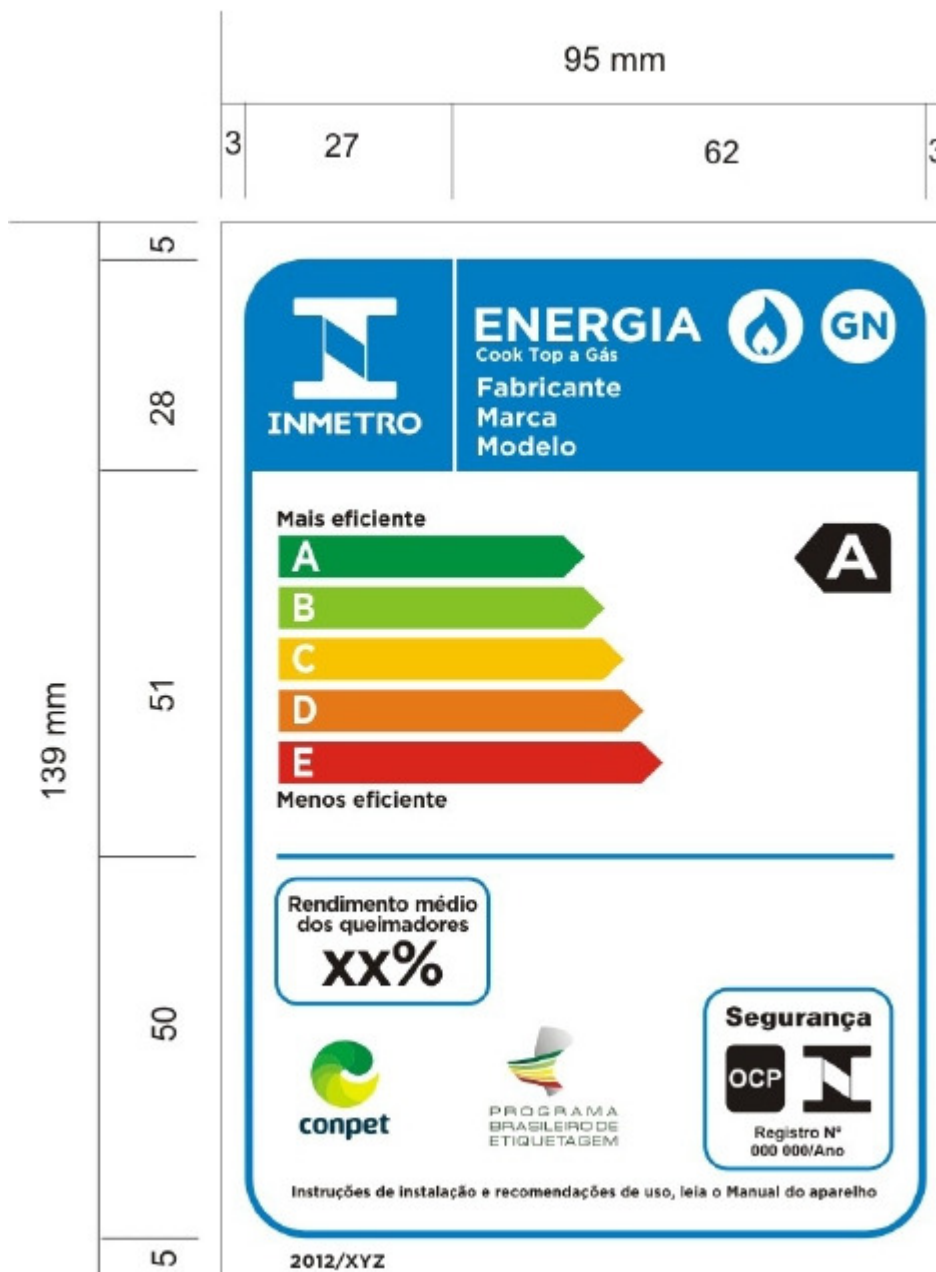 95 mm
3 27 62 3
5
28
51
139 mm
50
5
INMETRO
ENERGIA GN
Cook Top a Gás
Fabricante
Marca
Modelo
Mais eficiente
A A
B
C
D
E
Menos eficiente
Rendimento médio
dos queimadores
XX%
conpet
PROGRAMA
BRASILEIRO DE
ETIQUETAGEM
Segurança
OCP
Registro Nº
000 000/Ano
Instruções de instalação e recomendações de uso, leia o Manual do aparelho
2012/XYZ